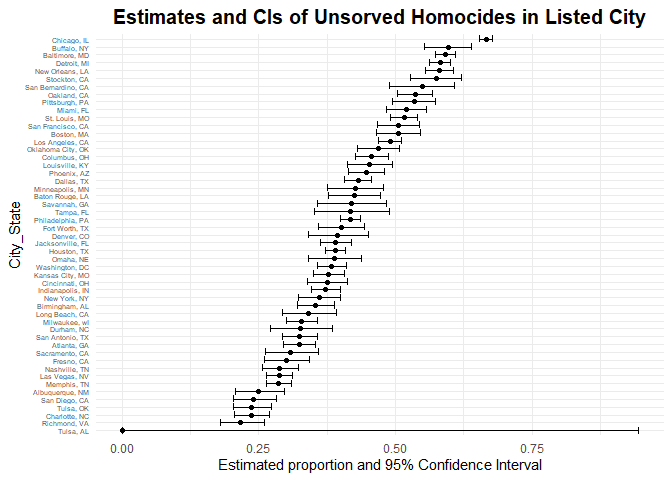 Estimates and CIs of Unsorved Homicides in Listed City
Chicago, IL
Buffalo, NY
Baltimore, MD
Detroit, MI
New Orleans, LA
Stockton, CA
San Bernardino, CA
Oakland, CA
Pittsburgh, PA
Miami, FL
St. Louis, MO
San Francisco, CA
Boston, MA
Los Angeles, CA
Oklahoma City, OK
Columbus, OH
Louisville, KY
Phoenix, AZ
Dallas, TX
Minneapolis, MN
Baton Rouge, LA
Savannah, GA
Tampa, FL
Philadelphia, PA
Fort Worth, TX
Denver, CO
Jacksonville, FL
Houston, TX
Omaha, NE
Washington, DC
Kansas City, MO
Cincinnati, OH
Indianapolis, IN
New York, NY
Birmingham, AL
Long Beach, CA
Milwaukee, wI
Durham, NC
San Antonio, TX
Atlanta, GA
Sacramento, CA
Fresno, CA
Nashville, TN
Las Vegas, NV
Memphis, TN
Albuquerque, NM
San Diego, CA
Tulsa, OK
Charlotte, NC
Richmond, VA
Tulsa, AL
City_State
0.00 0.25 0.50 0.75
Estimated proportion and 95% Confidence Interval